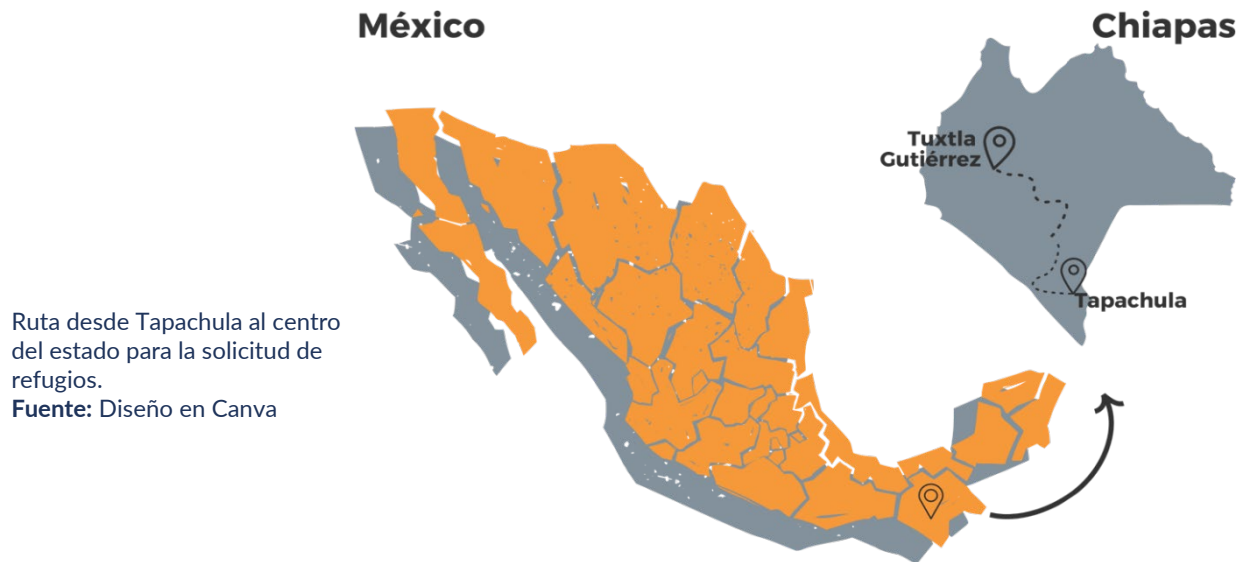 México
Chiapas
Tuxtla
Gutiérrez
Tapachula
Ruta desde Tapachula al centro
del estado para la solicitud de
refugios.
Fuente: Diseño en Canva